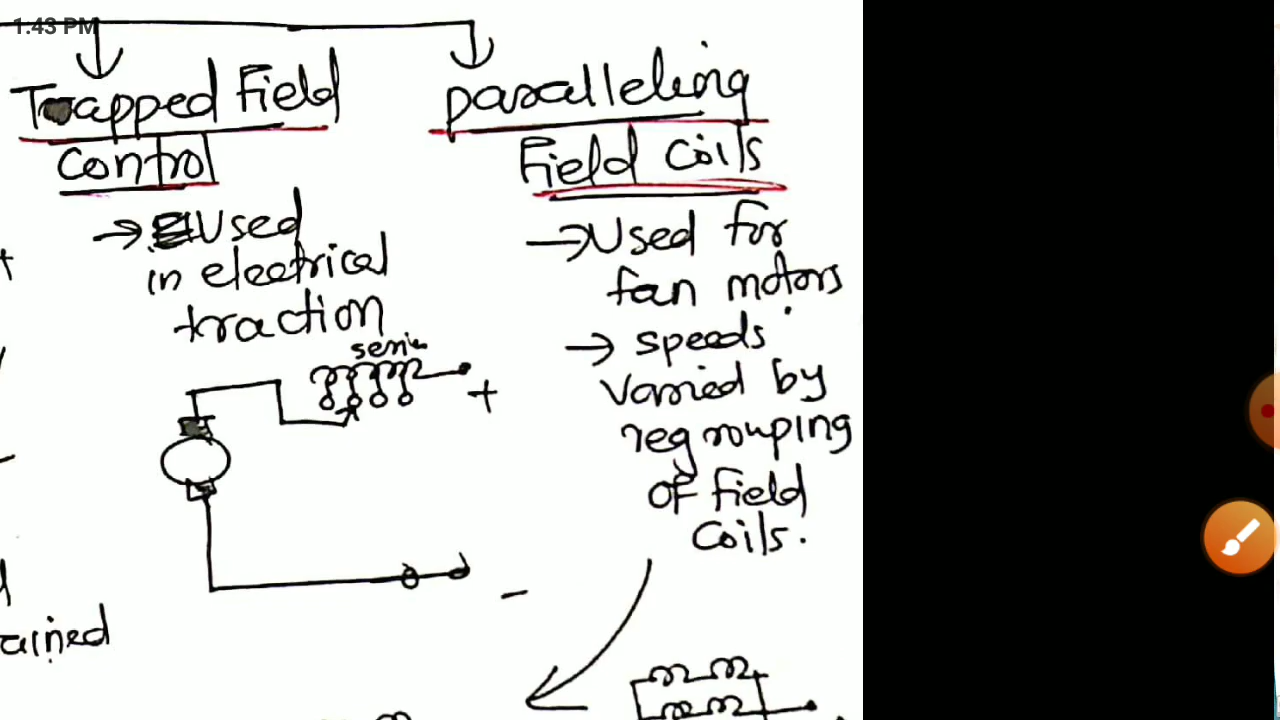 1:43 PM
Tapped Field
Control
→ Used
in electrical
traction
series
+
-
ained
paralleling
Field Coils
→ Used for
fan motors.
→ speeds
varied by
regrouping
of field
Coils.